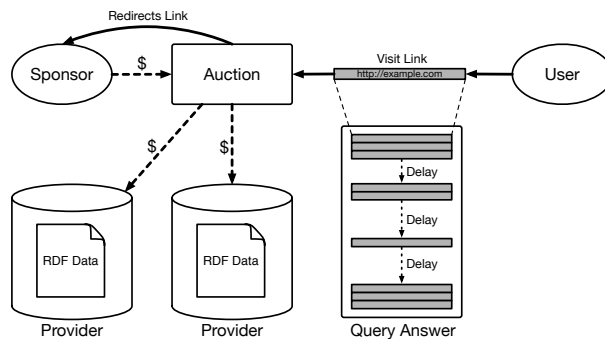 Redirects Link
Sponsor
$
Auction
Visit Link
http://example.com
User
$
$
Delay
Delay
Delay
RDF Data
RDF Data
Provider
Provider
Query Answer